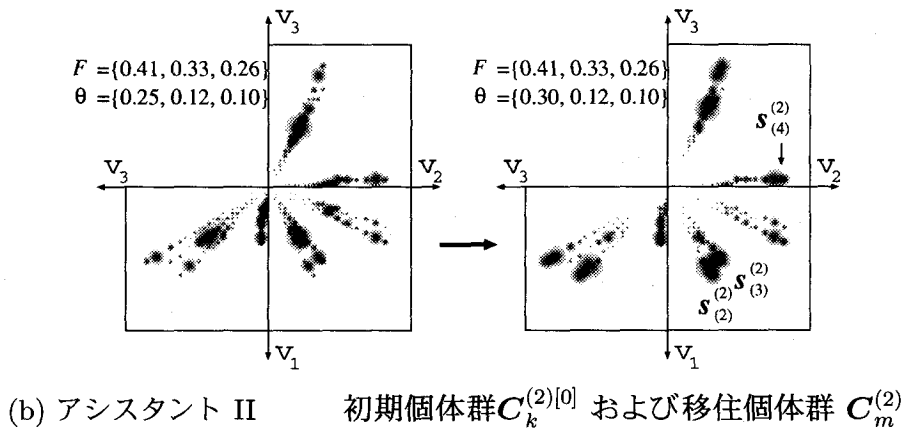 V3
F ={0.41, 0.33, 0.26}
θ ={0.25, 0.12, 0.10}
V3
V2
V1
V3
F ={0.41, 0.33, 0.26}
θ ={0.30, 0.12, 0.10}
s(4)(2)
V3
V2
s(3)(2)
s(2)(2)
V1
(b) アシスタント II 初期個体群Ck(2)[0] および移住個体群 Cm(2)